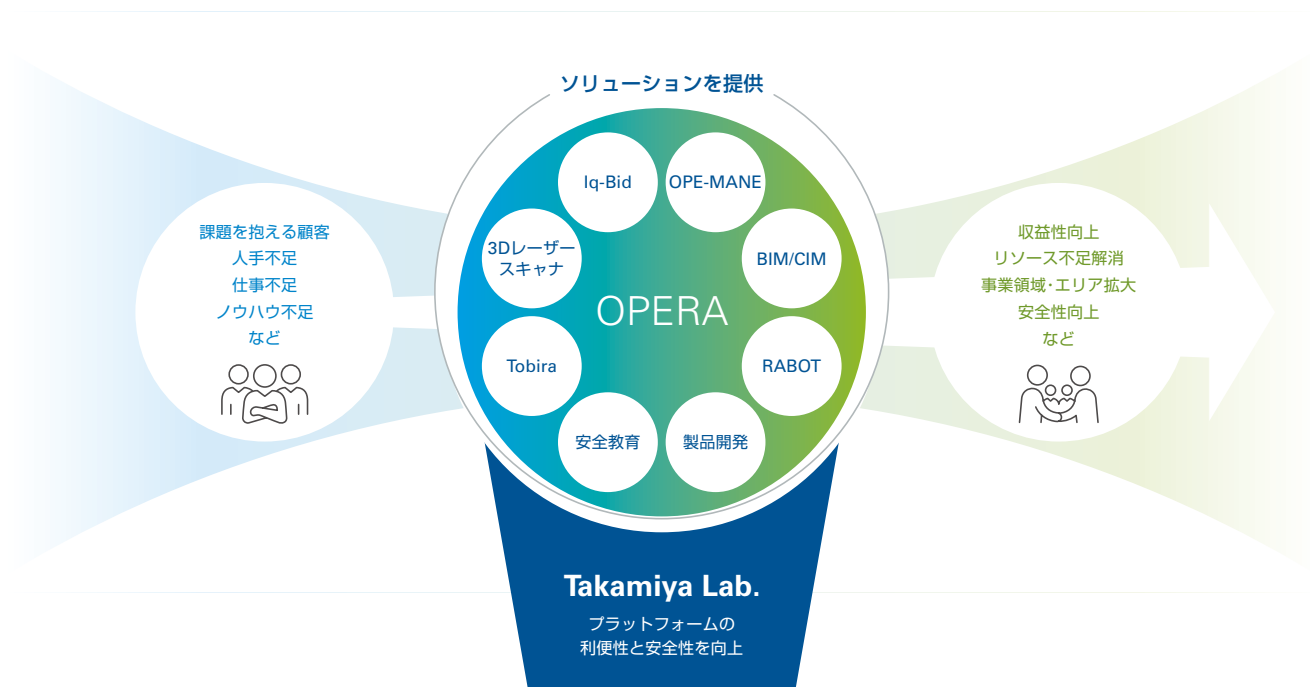 ソリューションを提供
課題を抱える顧客
人手不足
仕事不足
ノウハウ不足
など
Iq-Bid
OPE-MANE
3Dレーザー
スキャナ
BIM/CIM
OPERA
Tobira
RABOT
安全教育
製品開発
収益性向上
リソース不足解消
事業領域・エリア拡大
安全性向上
など
Takamiya Lab.
プラットフォームの
利便性と安全性を向上